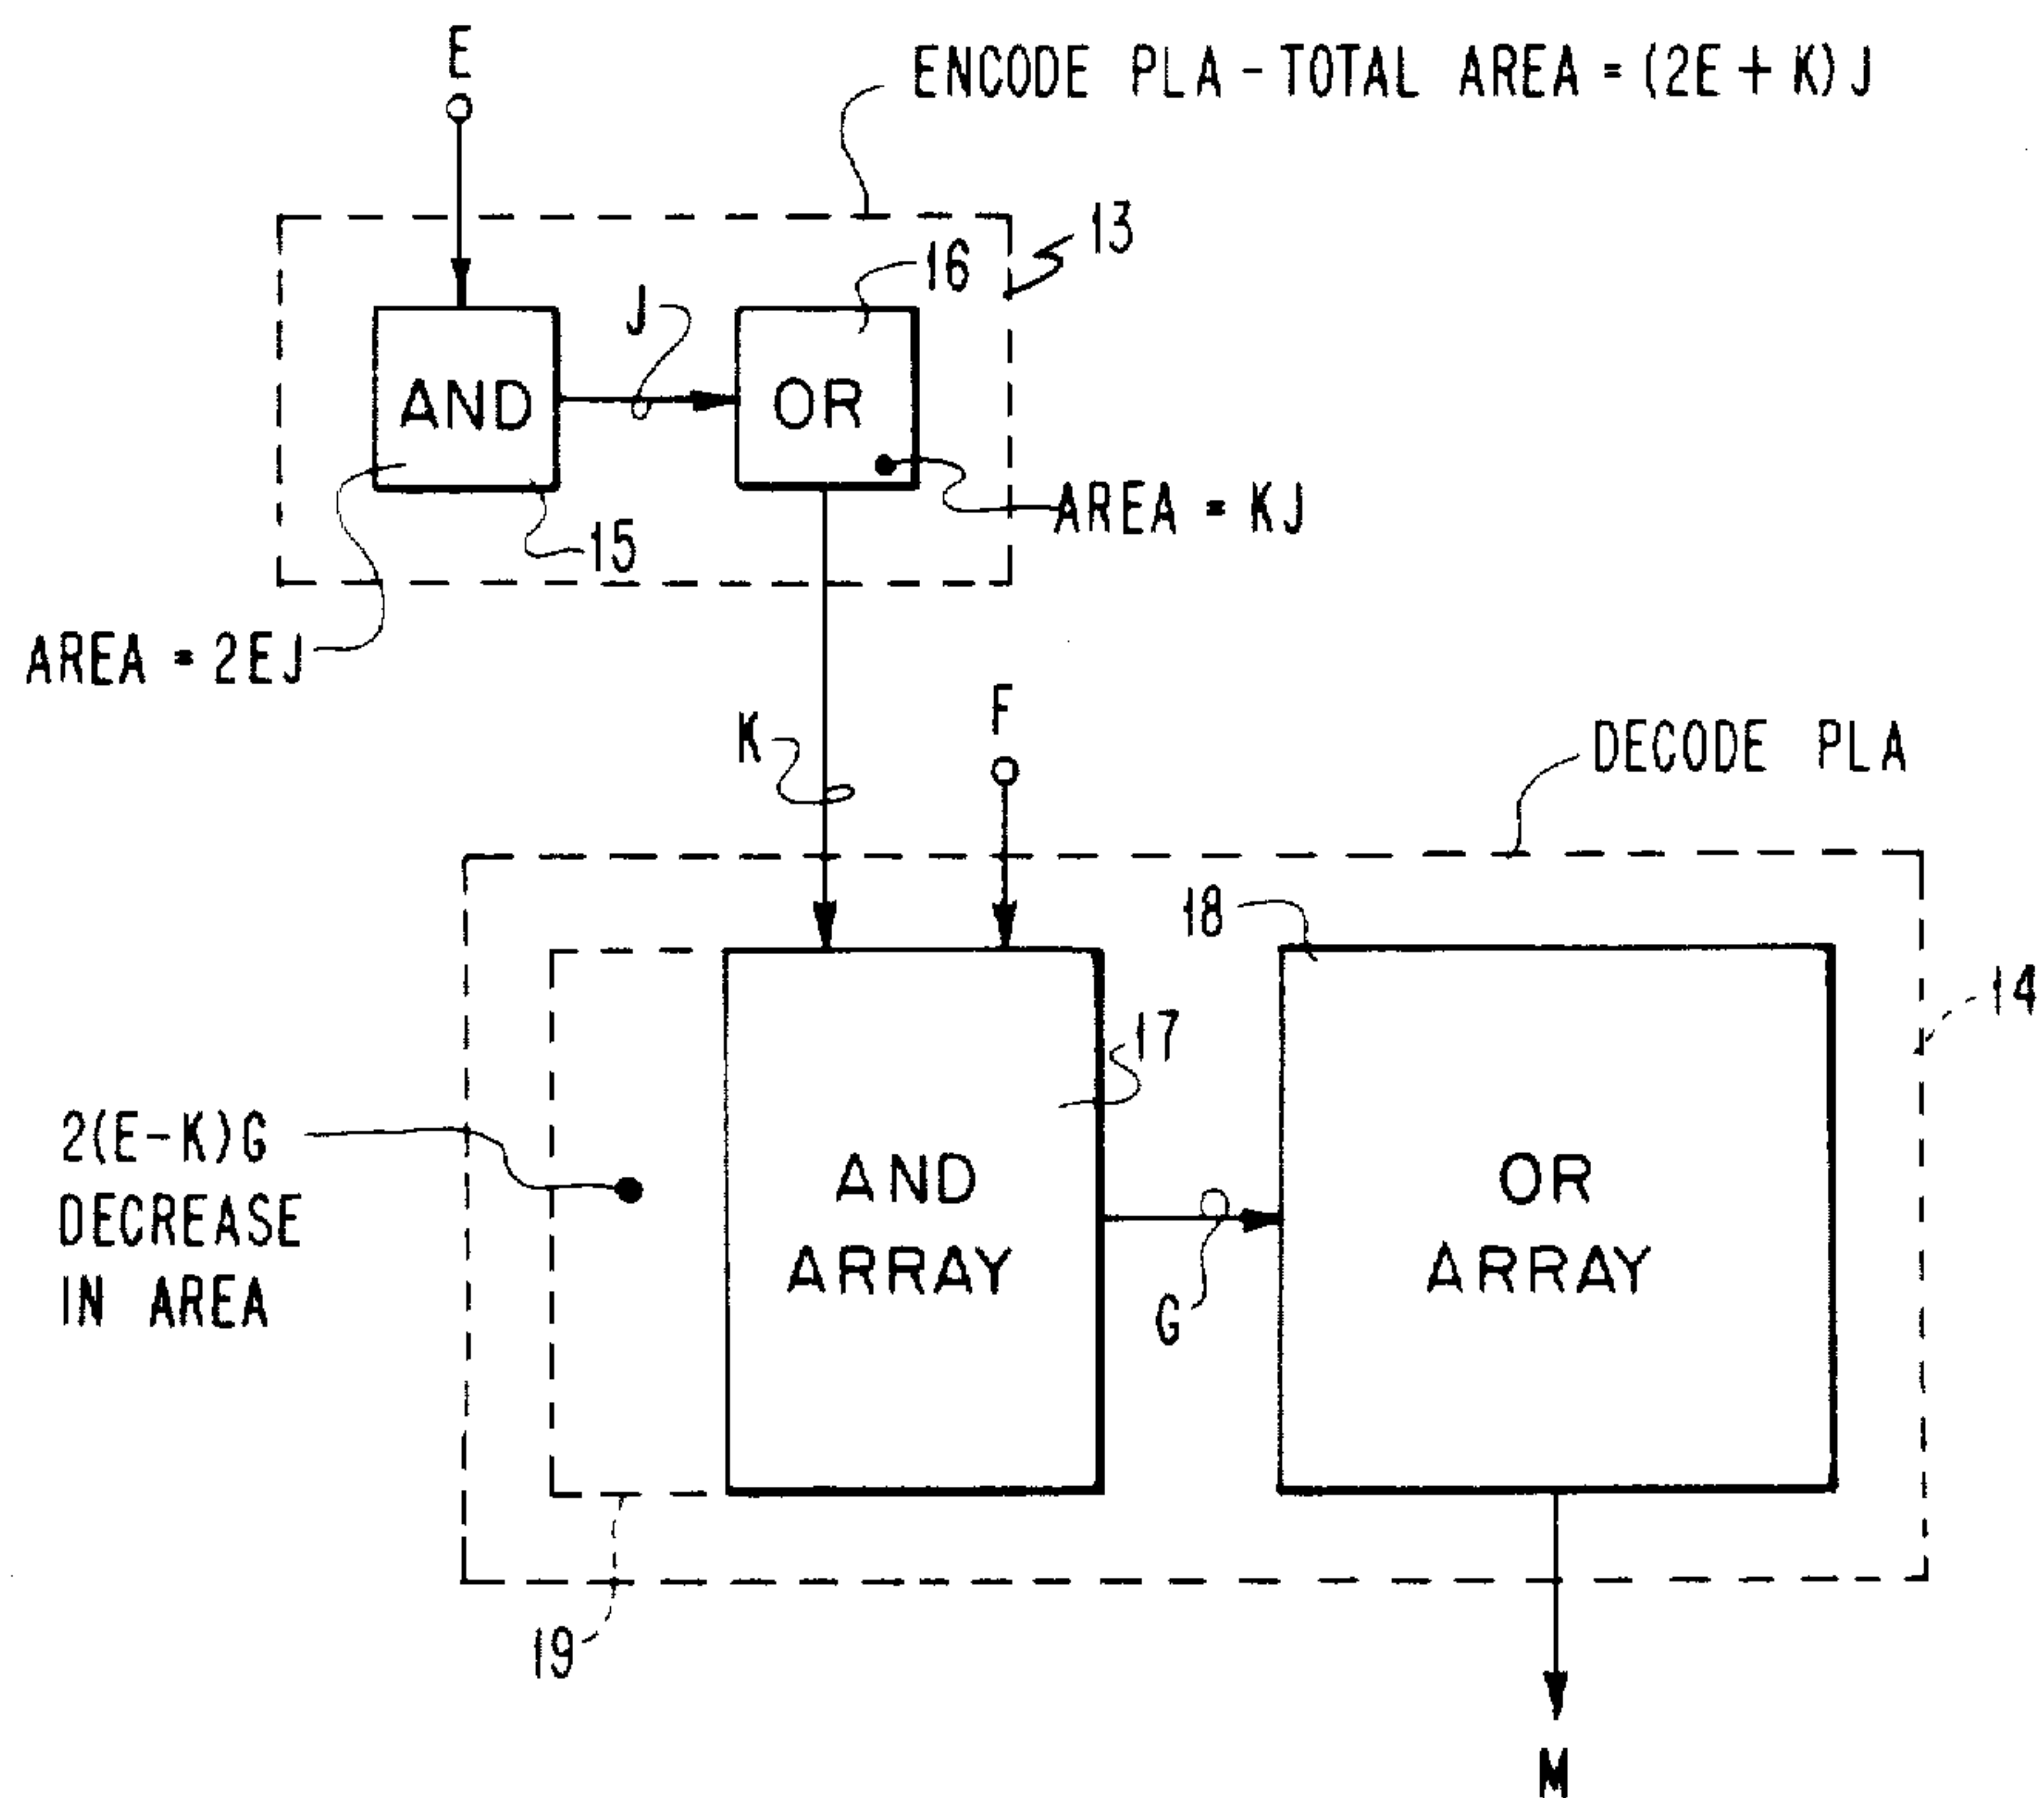 E
ENCODE PLA - TOTAL AREA = (2E + K) J
13
16
J
AND
OR
AREA = KJ
15
AREA = 2EJ
K
F
DECODE PLA
18
14
17
2(E-K)G
DECREASE
IN AREA
AND
ARRAY
OR
ARRAY
G
19
M